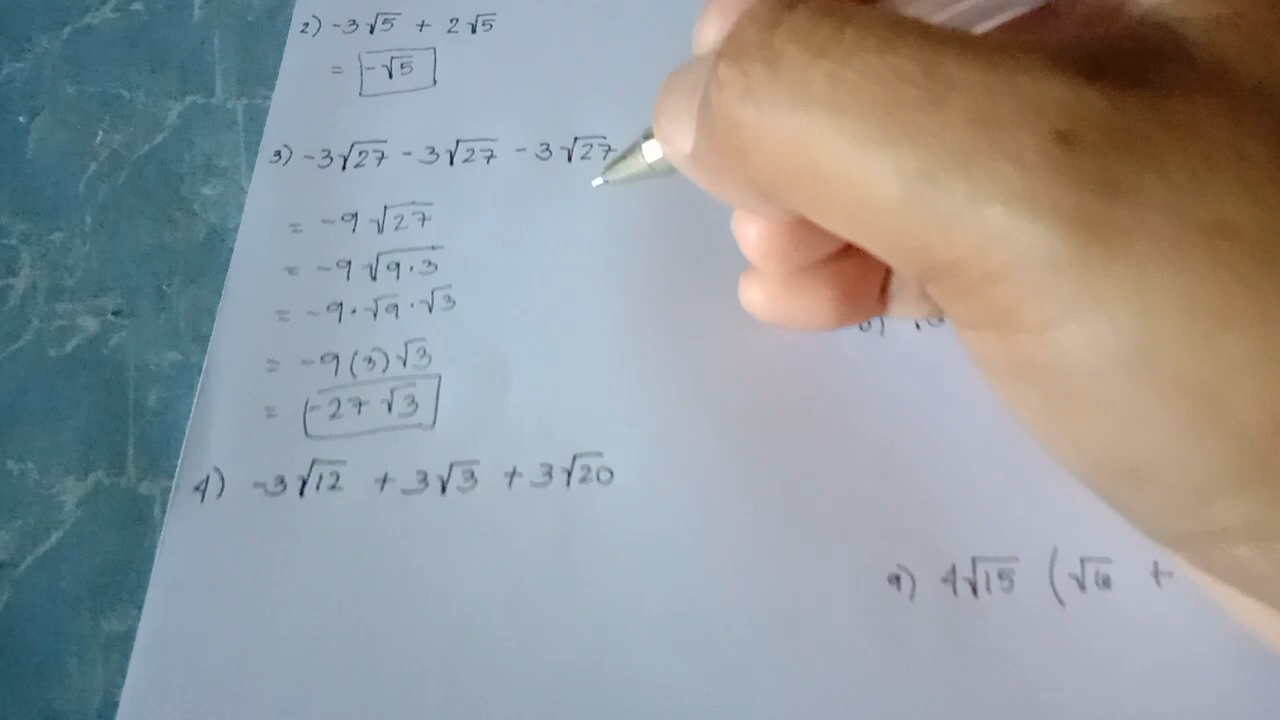 2) -3√5 + 2√5
= -√5
3) -3√27 - 3√27 - 3√27
= -9√27
= -9√9·3
= -9·√9·√3
= -9(3)√3
= -27√3
4) -3√12 + 3√3 + 3√20
9) 4√15 (√6 +